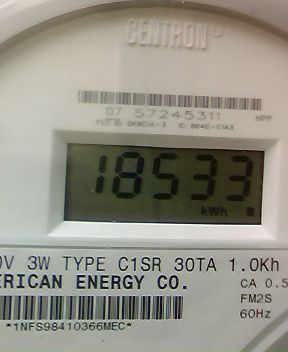 CENTRON®
07 57245311
HPP
18533
kWh
0V 3W TYPE C1SR 30TA 1.0Kh
ERICAN ENERGY CO.
CA 0.5
FM2S
60Hz
*1NFS98410366MEC*